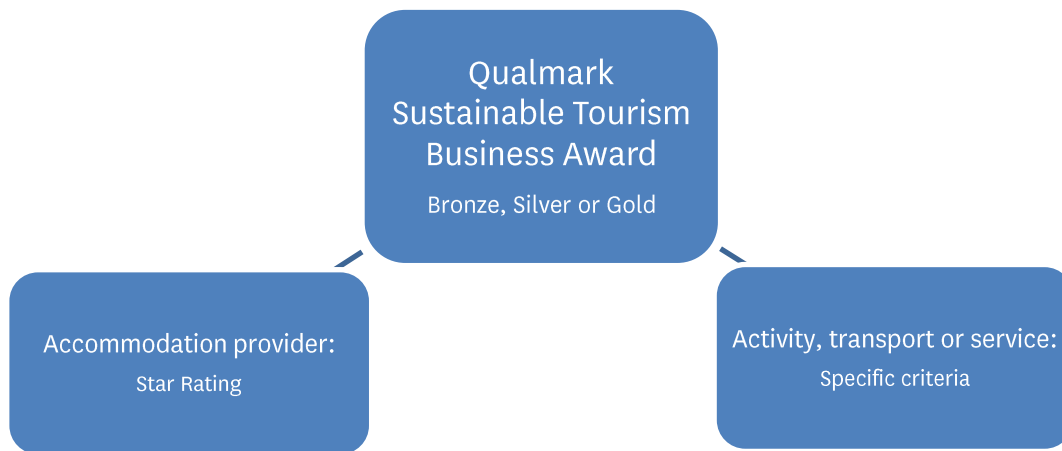 Qualmark
Sustainable Tourism
Business Award
Bronze, Silver or Gold
Accommodation provider:
Star Rating
Activity, transport or service:
Specific criteria